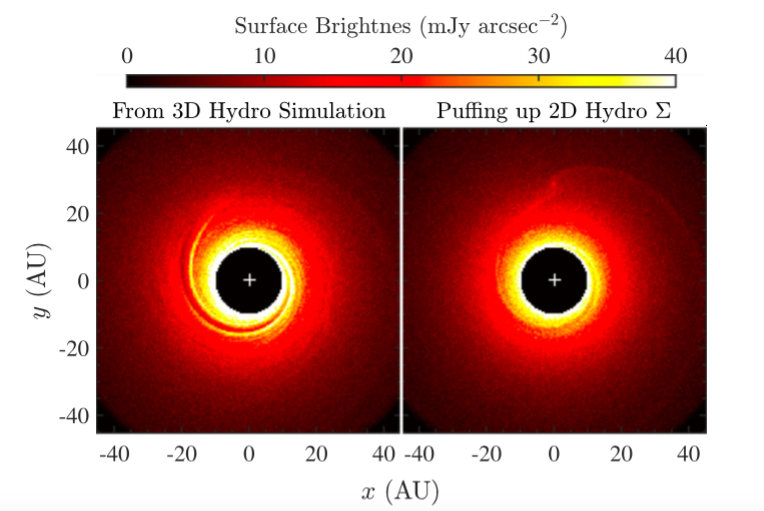 Surface Brightnes (mJy arcsec⁻²)
0 10 20 30 40
From 3D Hydro Simulation Puffing up 2D Hydro Σ
40
20
0
-20
-40
y (AU)
-40 -20 0 20 40 -40 -20 0 20 40
x (AU)